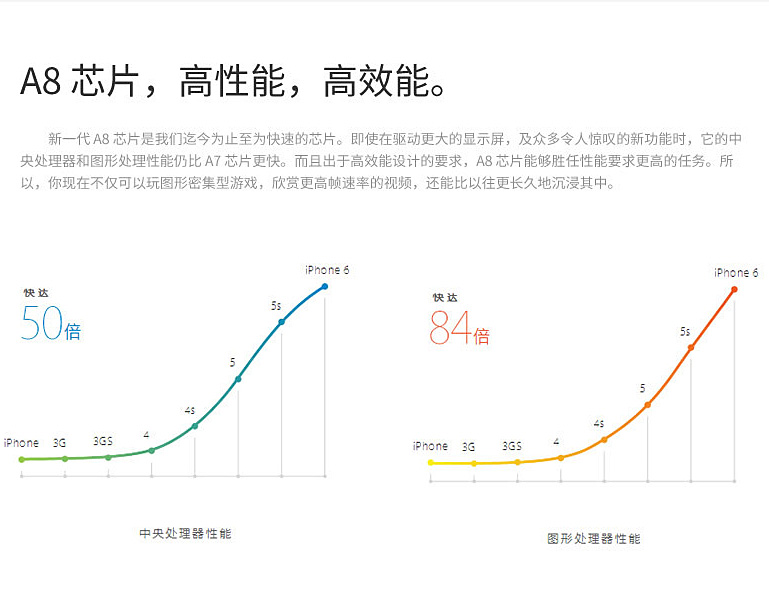 A8 芯片，高性能，高效能。
新一代 A8 芯片是我们迄今为止至为快速的芯片。即使在驱动更大的显示屏，及众多令人惊叹的新功能时，它的中
央处理器和图形处理性能仍比 A7 芯片更快。而且出于高效能设计的要求，A8 芯片能够胜任性能要求更高的任务。所
以，你现在不仅可以玩图形密集型游戏，欣赏更高帧速率的视频，还能比以往更长久地沉浸其中。
快达
50倍
iPhone 3G 3GS 4 4s 5 5s iPhone 6
中央处理器性能
快达
84倍
iPhone 3G 3GS 4 4s 5 5s iPhone 6
图形处理器性能